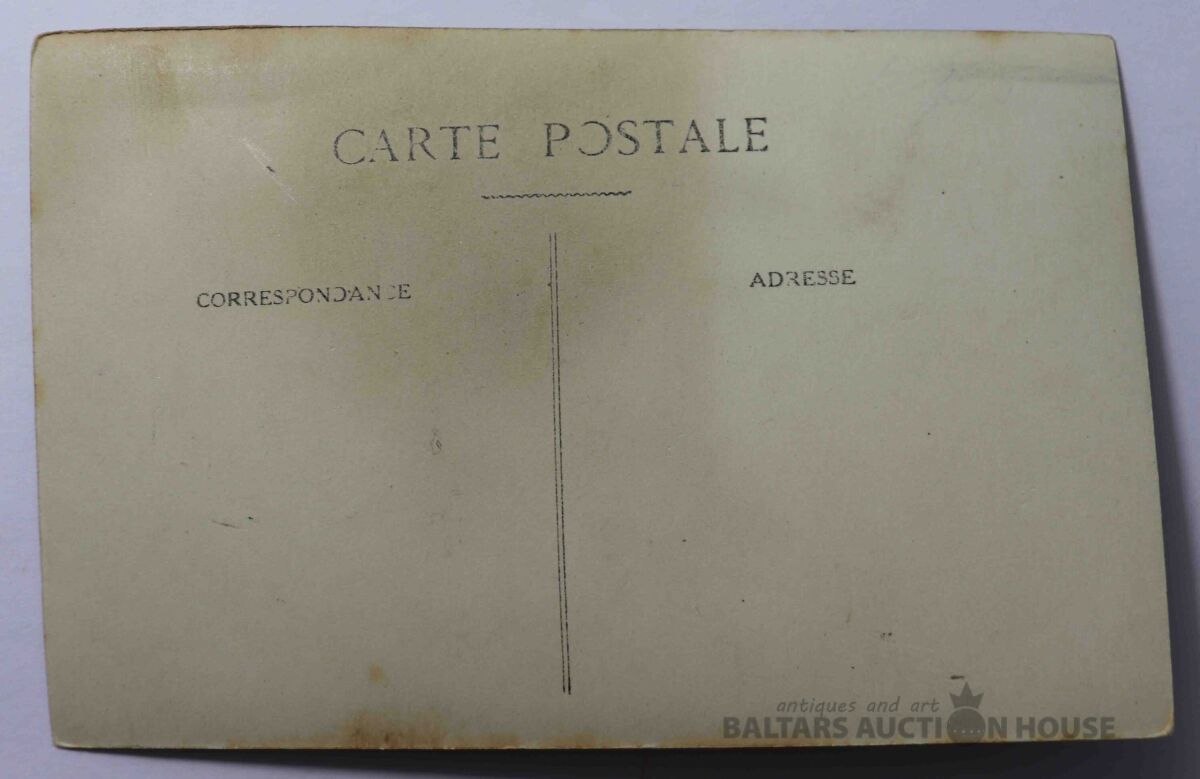 CARTE POSTALE
CORRESPONDANCE
ADRESSE
antiques and art
BALTARS AUCTION HOUSE